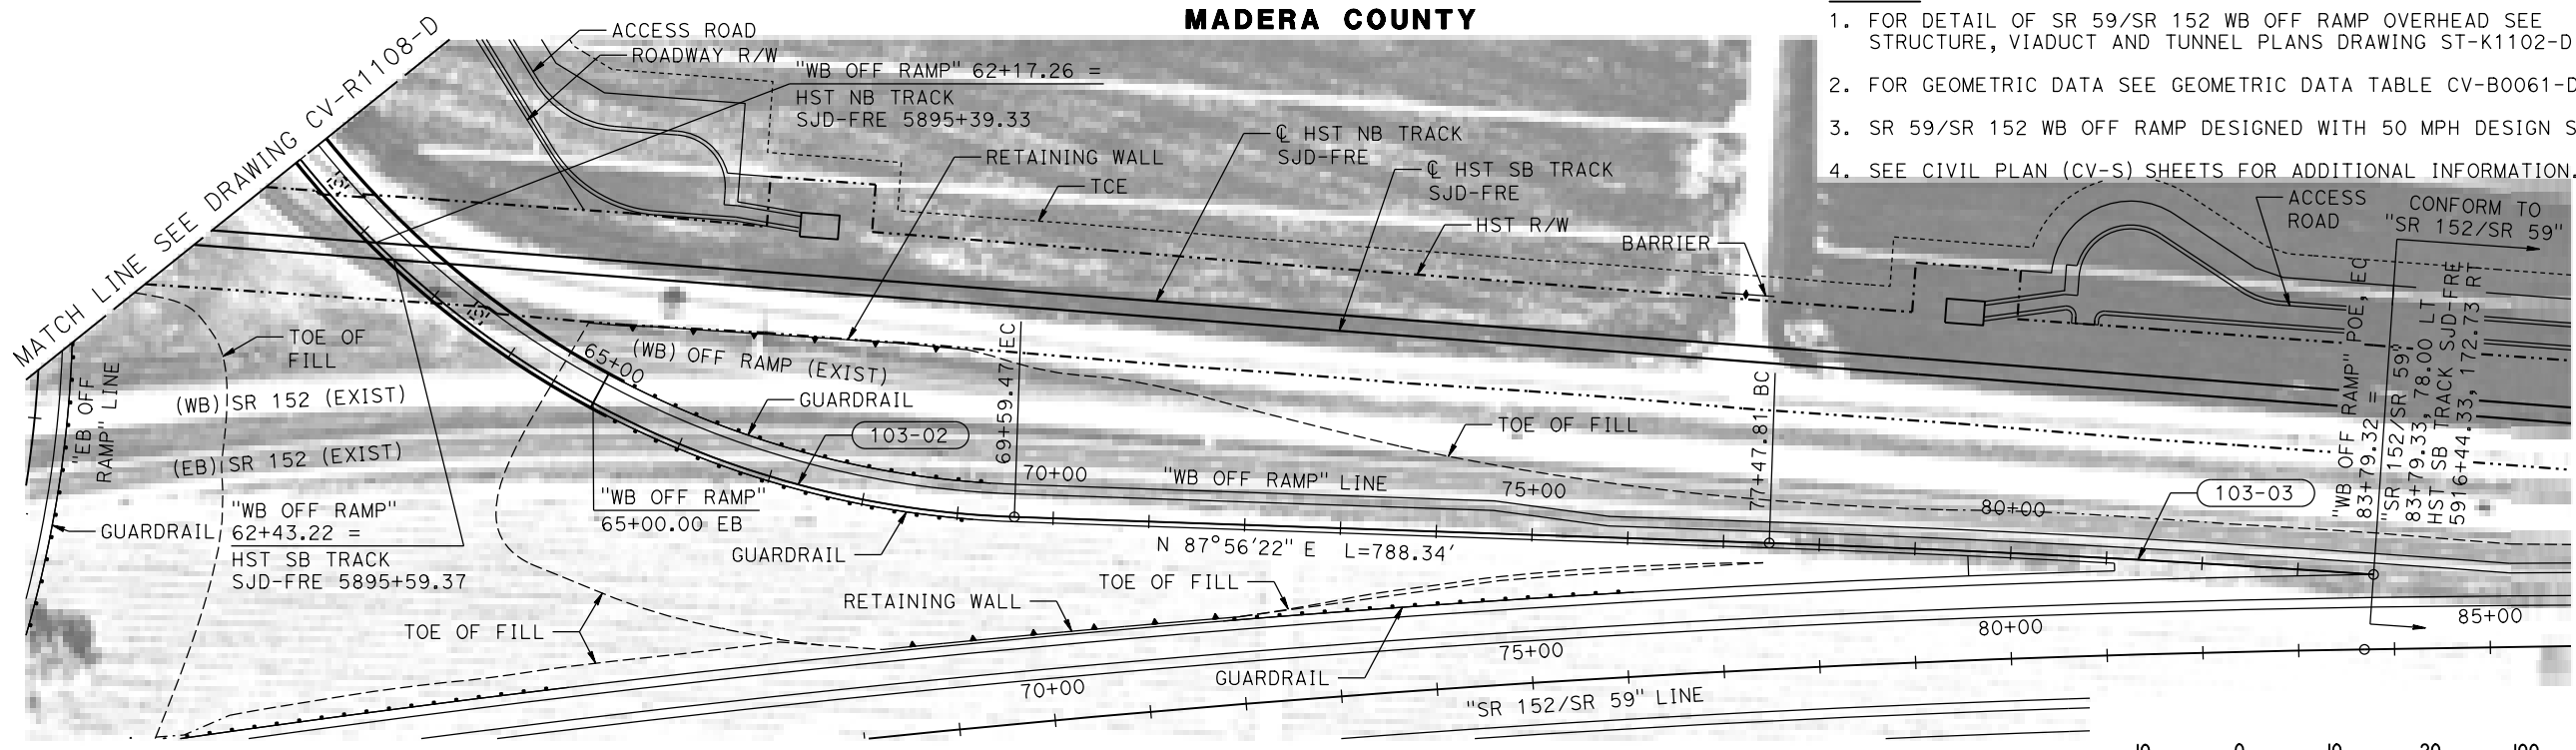 MADERA COUNTY
1. FOR DETAIL OF SR 59/SR 152 WB OFF RAMP OVERHEAD SEE
STRUCTURE, VIADUCT AND TUNNEL PLANS DRAWING ST-K1102-D
2. FOR GEOMETRIC DATA SEE GEOMETRIC DATA TABLE CV-B0061-D
3. SR 59/SR 152 WB OFF RAMP DESIGNED WITH 50 MPH DESIGN S
4. SEE CIVIL PLAN (CV-S) SHEETS FOR ADDITIONAL INFORMATION.
MATCH LINE SEE DRAWING CV-R1108-D
ACCESS ROAD
ROADWAY R/W
"WB OFF RAMP" 62+17.26 =
HST NB TRACK
SJD-FRE 5895+39.33
RETAINING WALL
TCE
℄ HST NB TRACK
SJD-FRE
℄ HST SB TRACK
SJD-FRE
HST R/W
BARRIER
ACCESS
ROAD
CONFORM TO
"SR 152/SR 59"
TOE OF
FILL
"EB OFF
RAMP" LINE
(WB) SR 152 (EXIST)
(EB) SR 152 (EXIST)
65+00
(WB) OFF RAMP (EXIST)
GUARDRAIL
103-02
69+59.47 EC
70+00
"WB OFF RAMP" LINE
75+00
TOE OF FILL
77+47.81 BC
80+00
103-03
"WB OFF RAMP" POE, EC
83+79.32 =
"SR 152/SR 59"
83+79.33, 78.00 LT
HST SB TRACK SJD-FRE
5916+44.33, 172.73 RT
GUARDRAIL
"WB OFF RAMP"
62+43.22 =
HST SB TRACK
SJD-FRE 5895+59.37
"WB OFF RAMP"
65+00.00 EB
GUARDRAIL
N 87°56'22" E L=788.34'
TOE OF FILL
RETAINING WALL
TOE OF FILL
GUARDRAIL
70+00
75+00
80+00
85+00
"SR 152/SR 59" LINE